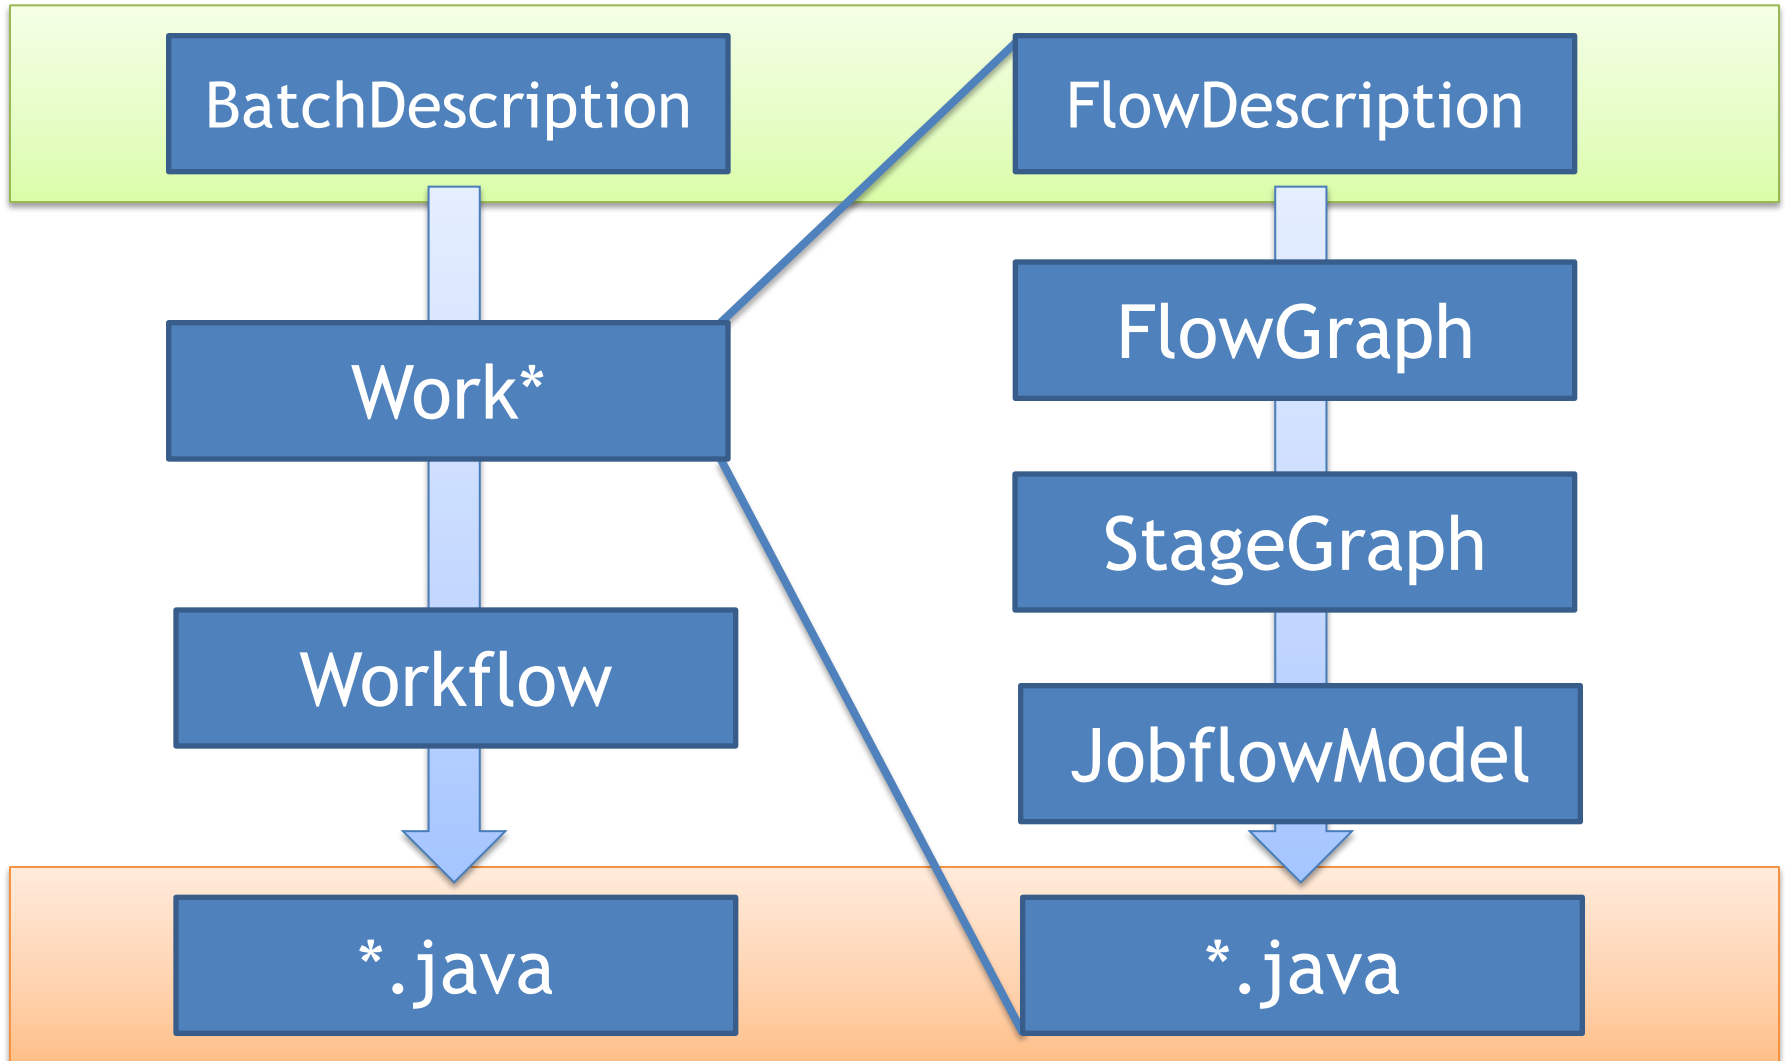 BatchDescription
Work*
Workflow
*.java
FlowDescription
FlowGraph
StageGraph
JobflowModel
*.java